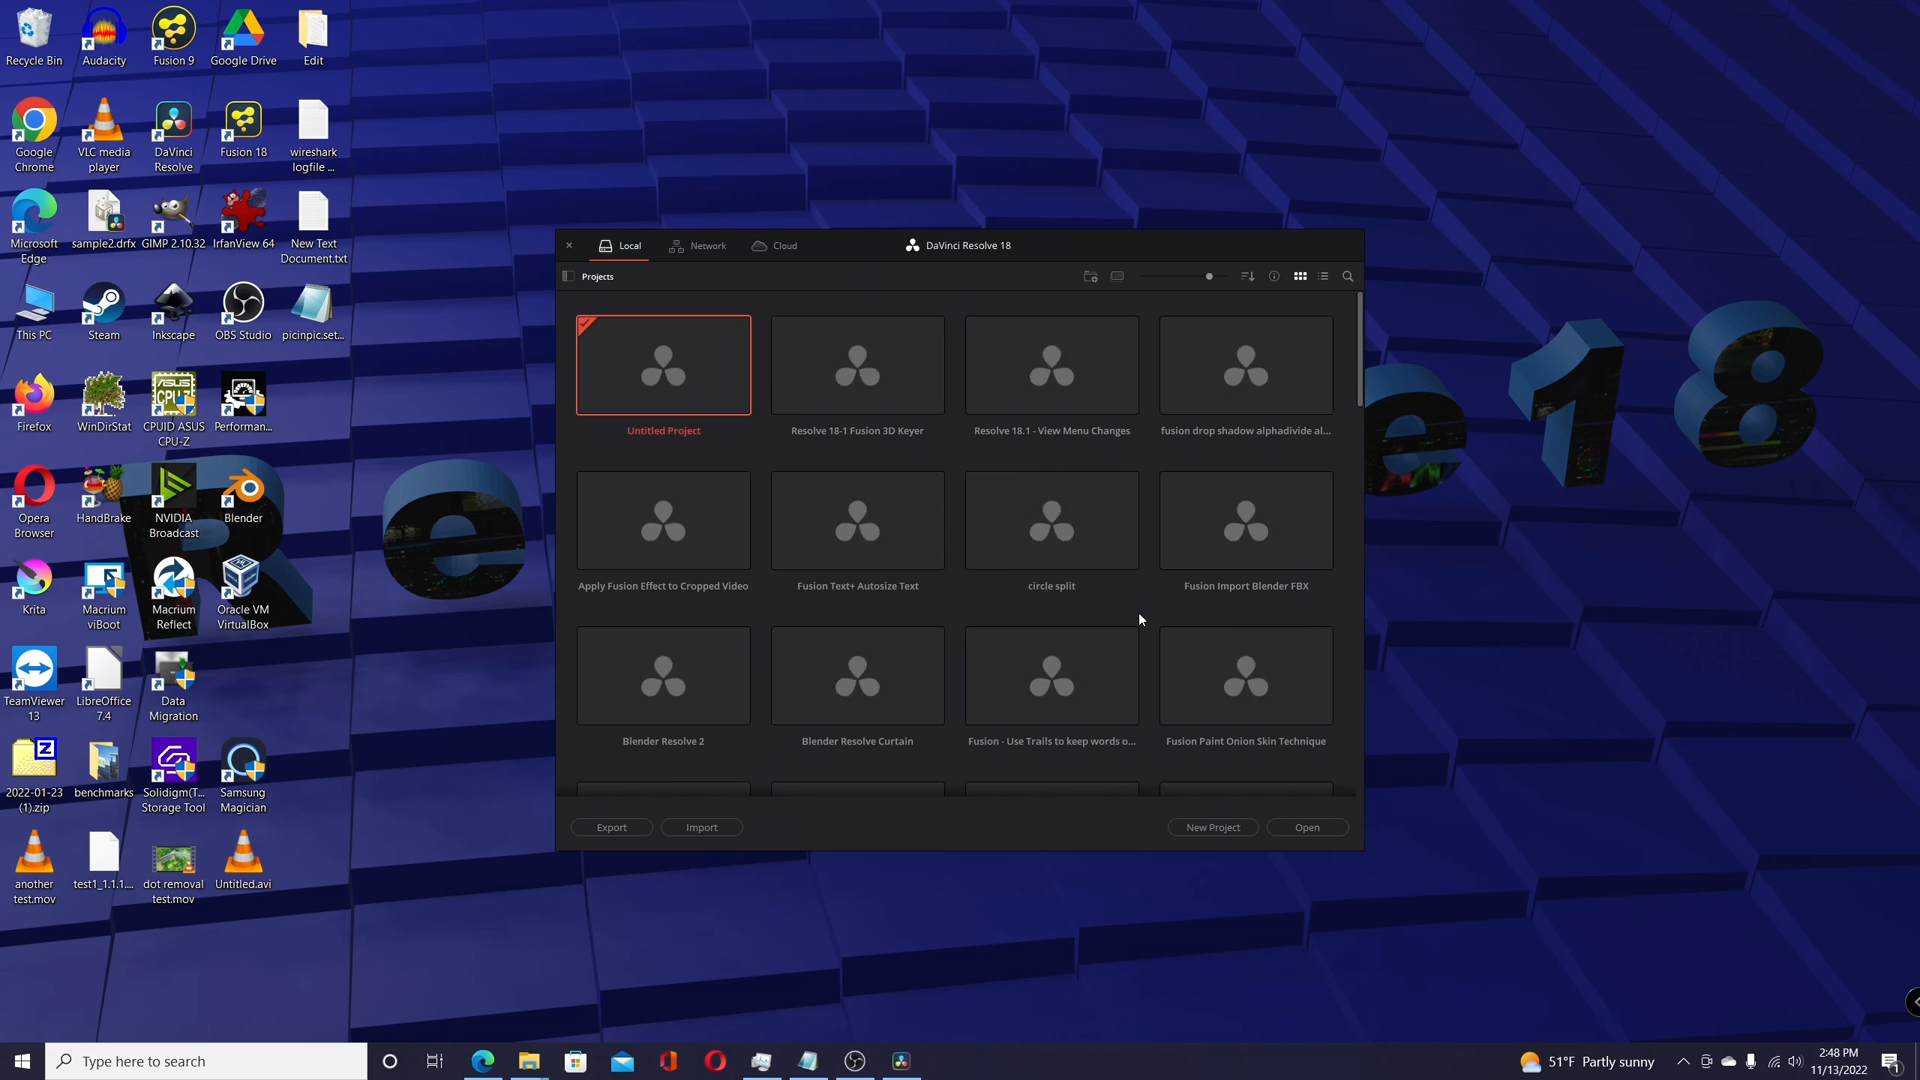 Recycle Bin
Audacity
Fusion 9
Google Drive
Edit
Google
Chrome
VLC media
player
DaVinci
Resolve
Fusion 18
wireshark
logfile ...
Microsoft
Edge
sample2.drfx
GIMP 2.10.32
IrfanView 64
New Text
Document.txt
This PC
Steam
Inkscape
OBS Studio
picinpic.set...
Firefox
WinDirStat
CPUID ASUS
CPU-Z
Performan...
Opera
Browser
HandBrake
NVIDIA
Broadcast
Blender
Krita
Macrium
viBoot
Macrium
Reflect
Oracle VM
VirtualBox
TeamViewer
13
LibreOffice
7.4
Data
Migration
2022-01-23
(1).zip
benchmarks
Solidigm(T...
Storage Tool
Samsung
Magician
another
test.mov
test1_1.1.1....
dot removal
test.mov
Untitled.avi
R e
e 1 8
Local
Network
Cloud
DaVinci Resolve 18
Projects
Untitled Project
Resolve 18-1 Fusion 3D Keyer
Resolve 18.1 - View Menu Changes
fusion drop shadow alphadivide al...
Apply Fusion Effect to Cropped Video
Fusion Text+ Autosize Text
circle split
Fusion Import Blender FBX
Blender Resolve 2
Blender Resolve Curtain
Fusion - Use Trails to keep words o...
Fusion Paint Onion Skin Technique
Export
Import
New Project
Open
Type here to search
51°F Partly sunny
2:48 PM
11/13/2022
1